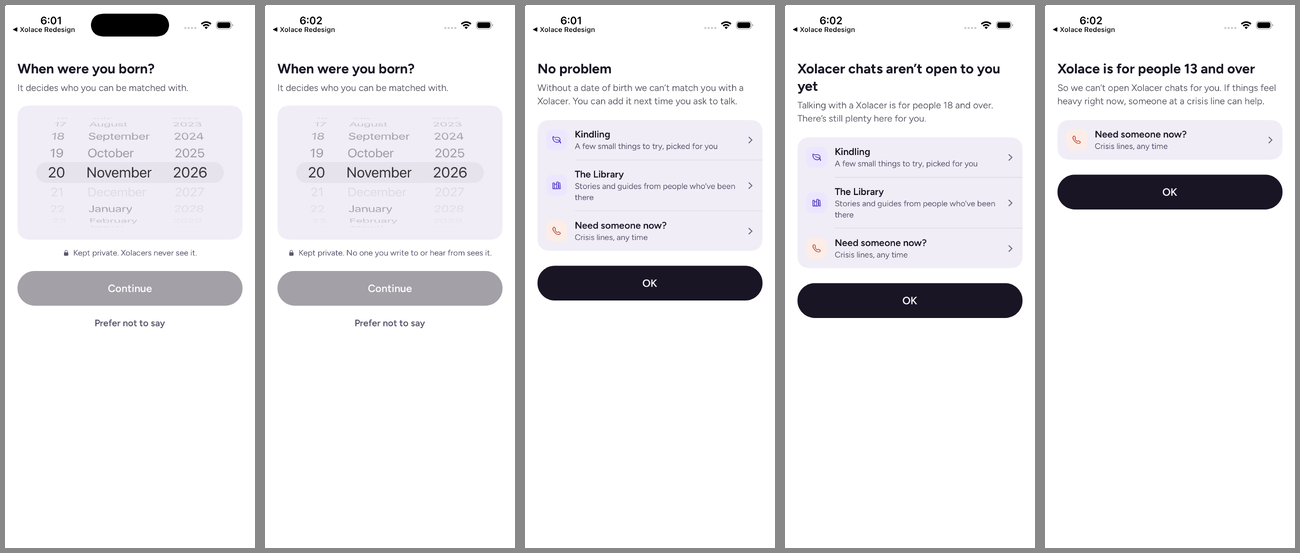 6:01
◀ Xolace Redesign
When were you born?
It decides who you can be matched with.
17 August 2023
18 September 2024
19 October 2025
20 November 2026
21 December 2027
22 January 2028
February
Kept private. Xolacers never see it.
Continue
Prefer not to say
6:02
◀ Xolace Redesign
When were you born?
It decides who you can be matched with.
17 August 2023
18 September 2024
19 October 2025
20 November 2026
21 December 2027
22 January 2028
February
Kept private. No one you write to or hear from sees it.
Continue
Prefer not to say
6:01
◀ Xolace Redesign
No problem
Without a date of birth we can't match you with a
Xolacer. You can add it next time you ask to talk.
Kindling
A few small things to try, picked for you
The Library
Stories and guides from people who've been
there
Need someone now?
Crisis lines, any time
OK
6:02
◀ Xolace Redesign
Xolacer chats aren't open to you
yet
Talking with a Xolacer is for people 18 and over.
There's still plenty here for you.
Kindling
A few small things to try, picked for you
The Library
Stories and guides from people who've been
there
Need someone now?
Crisis lines, any time
OK
6:02
◀ Xolace Redesign
Xolace is for people 13 and over
So we can't open Xolacer chats for you. If things feel
heavy right now, someone at a crisis line can help.
Need someone now?
Crisis lines, any time
OK